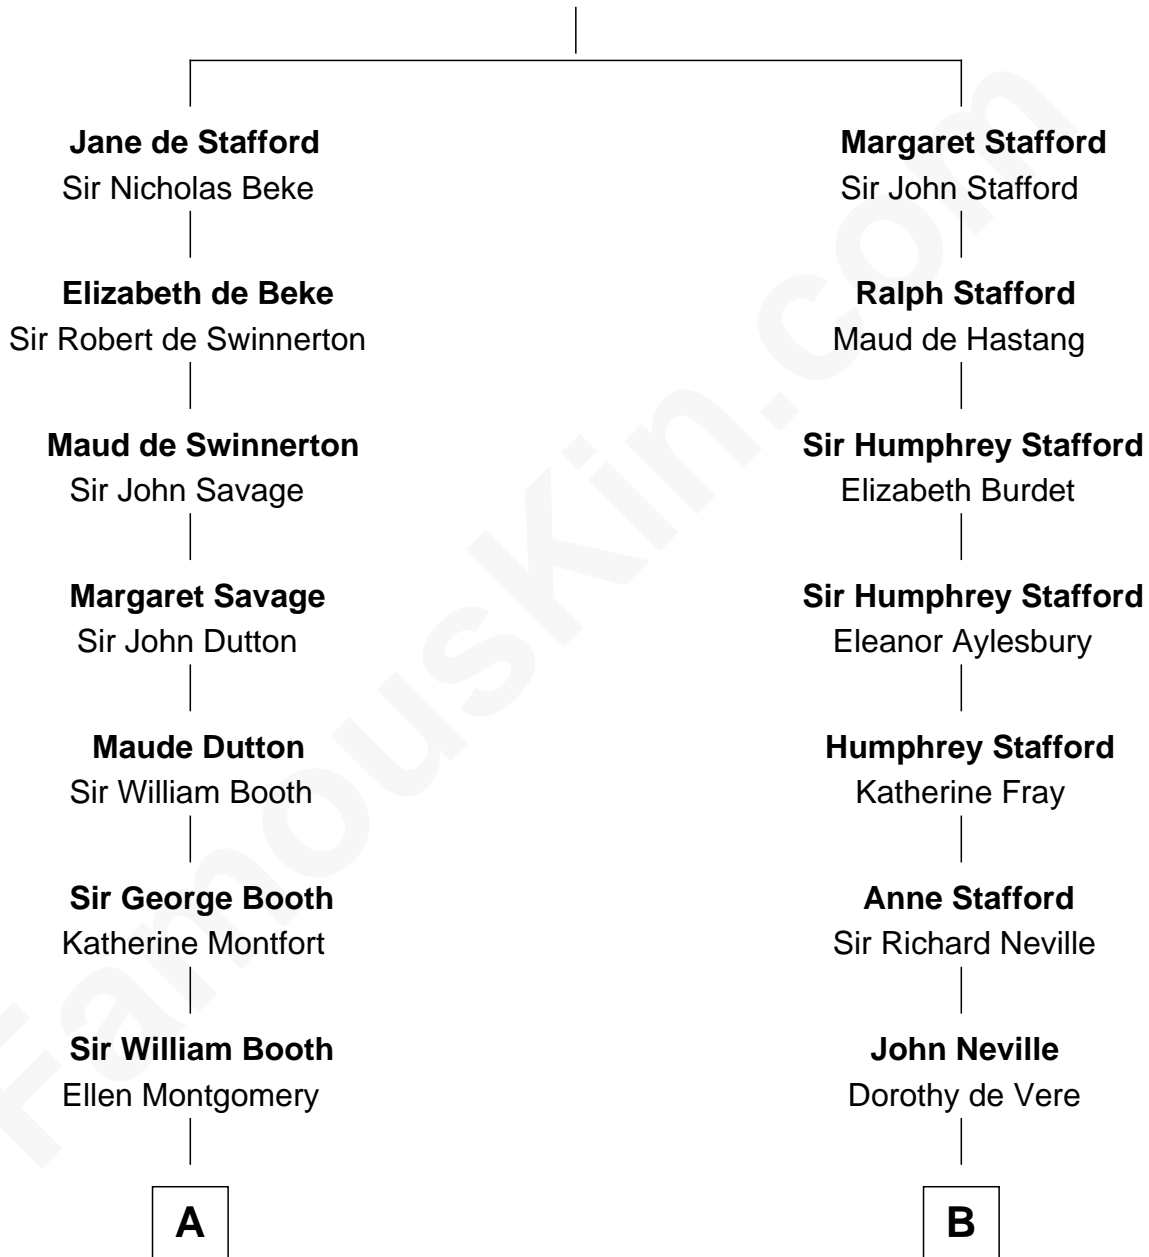 Jane de Stafford
Sir Nicholas Beke
Margaret Stafford
Sir John Stafford
Elizabeth de Beke
Sir Robert de Swinnerton
Ralph Stafford
Maud de Hastang
Maud de Swinnerton
Sir John Savage
Sir Humphrey Stafford
Elizabeth Burdet
Margaret Savage
Sir John Dutton
Sir Humphrey Stafford
Eleanor Aylesbury
Maude Dutton
Sir William Booth
Humphrey Stafford
Katherine Fray
Sir George Booth
Katherine Montfort
Anne Stafford
Sir Richard Neville
Sir William Booth
Ellen Montgomery
John Neville
Dorothy de Vere
A
B
FamousKin.com